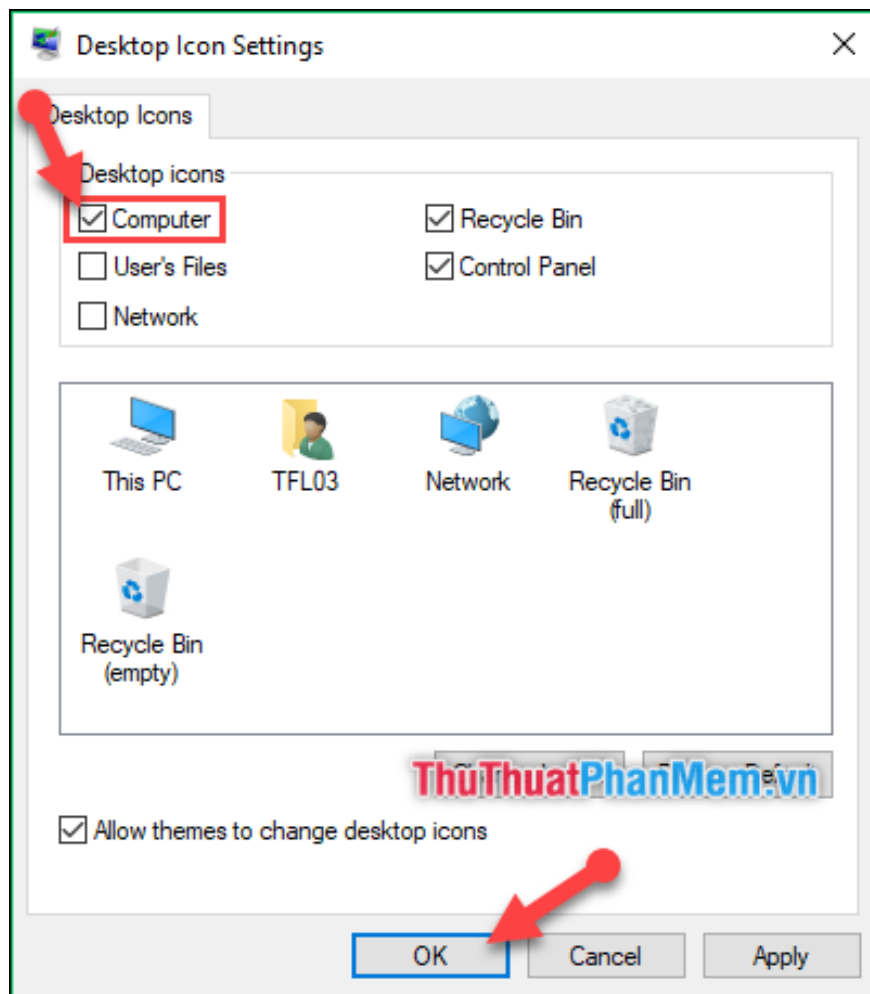 Desktop Icon Settings
Desktop Icons
Desktop icons
Computer
Recycle Bin
User's Files
Control Panel
Network
This PC
TFL03
Network
Recycle Bin
(full)
Recycle Bin
(empty)
ThuThuatPhanMem.vn
Allow themes to change desktop icons
OK
Cancel
Apply